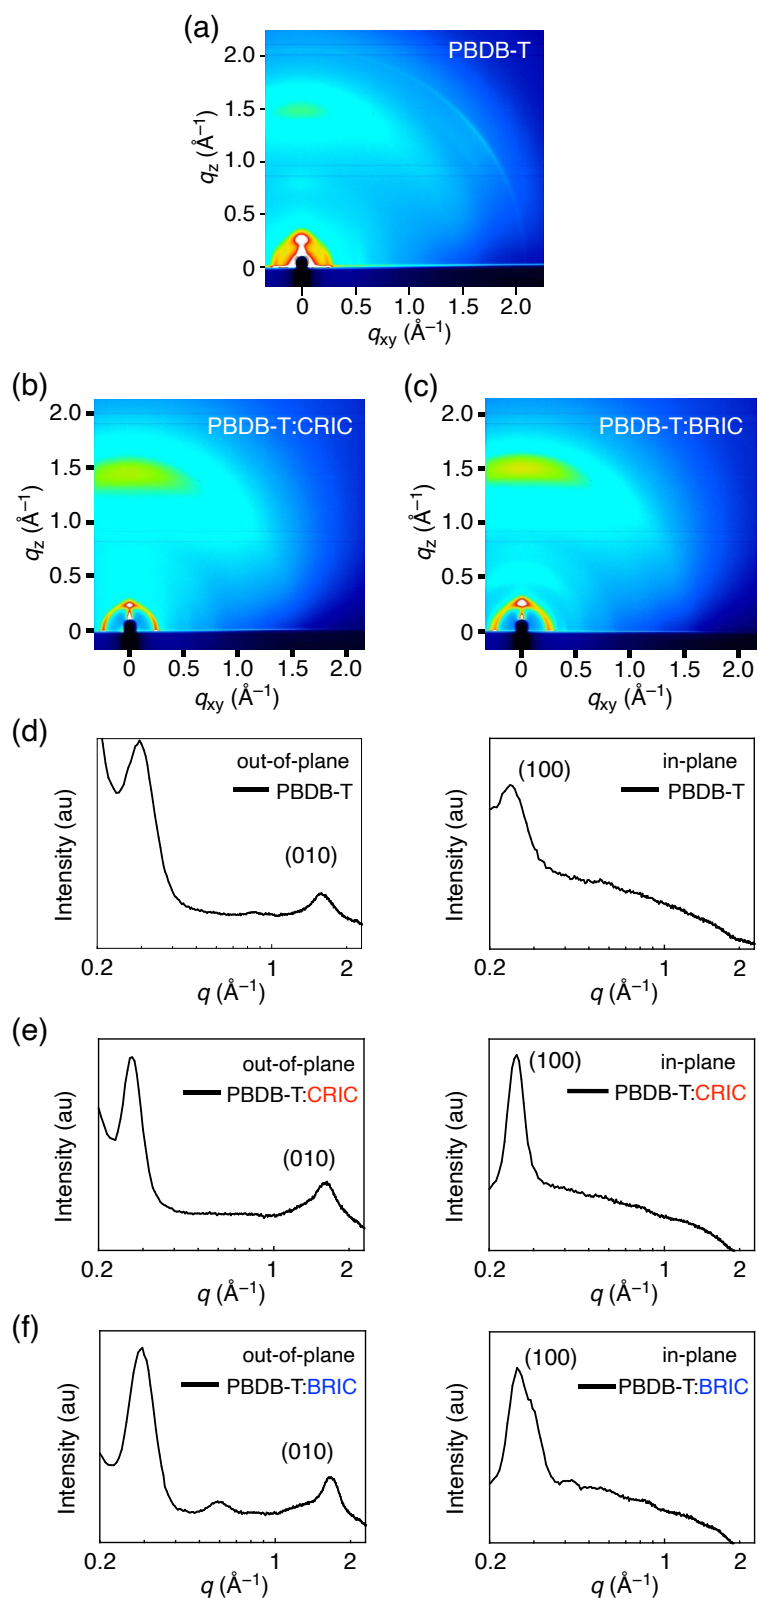 (a)
PBDB-T
2.0
1.5
1.0
0.5
0
qz (Å–1)
0 0.5 1.0 1.5 2.0
qxy (Å–1)
(b)
PBDB-T:CRIC
2.0
1.5
1.0
0.5
0
qz (Å–1)
0 0.5 1.0 1.5 2.0
qxy (Å–1)
(c)
PBDB-T:BRIC
2.0
1.5
1.0
0.5
0
qz (Å–1)
0 0.5 1.0 1.5 2.0
qxy (Å–1)
(d)
out-of-plane
PBDB-T
(010)
Intensity (au)
0.2 1 2
q (Å–1)
in-plane
(100)
PBDB-T
Intensity (au)
0.2 1 2
q (Å–1)
(e)
out-of-plane
PBDB-T:CRIC
(010)
Intensity (au)
0.2 1 2
q (Å–1)
(100)
in-plane
PBDB-T:CRIC
Intensity (au)
0.2 1 2
q (Å–1)
(f)
out-of-plane
PBDB-T:BRIC
(010)
Intensity (au)
0.2 1 2
q (Å–1)
(100)
in-plane
PBDB-T:BRIC
Intensity (au)
0.2 1 2
q (Å–1)